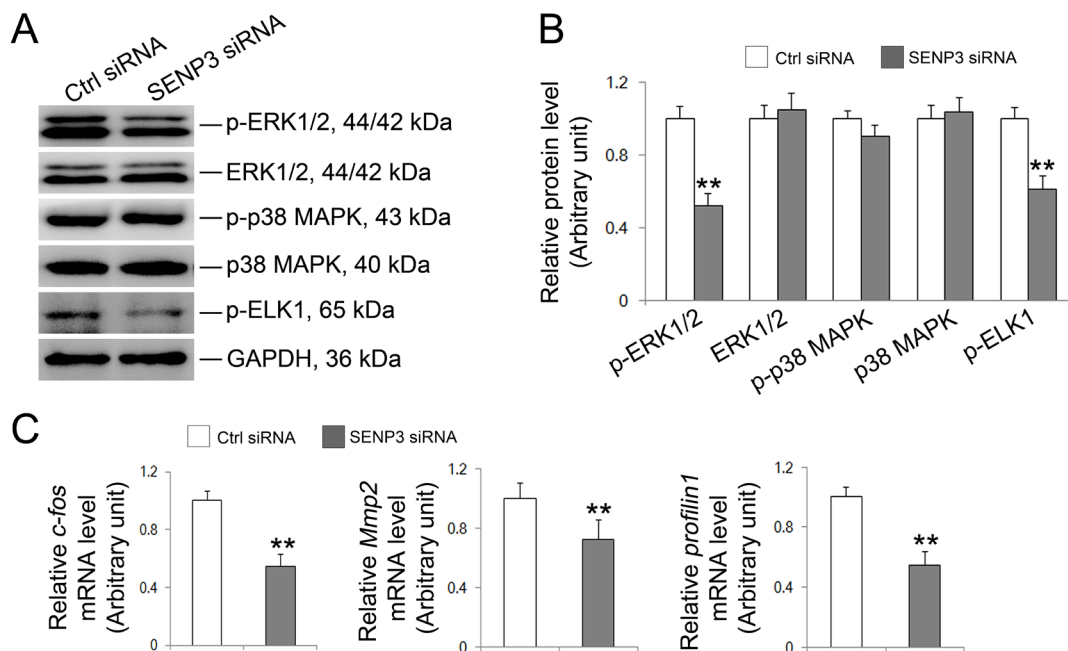 A
Ctrl siRNA
SENP3 siRNA
p-ERK1/2, 44/42 kDa
ERK1/2, 44/42 kDa
p-p38 MAPK, 43 kDa
p38 MAPK, 40 kDa
p-ELK1, 65 kDa
GAPDH, 36 kDa
B
Ctrl siRNA
SENP3 siRNA
Relative protein level
(Arbitrary unit)
1.2
0.8
0.4
0
**
**
p-ERK1/2
ERK1/2
p-p38 MAPK
p38 MAPK
p-ELK1
C
Ctrl siRNA
SENP3 siRNA
Relative c-fos
mRNA level
(Arbitrary unit)
1.2
0.8
0.4
0
**
Relative Mmp2
mRNA level
(Arbitrary unit)
1.2
0.8
0.4
0
**
Relative profilin1
mRNA level
(Arbitrary unit)
1.2
0.8
0.4
0
**